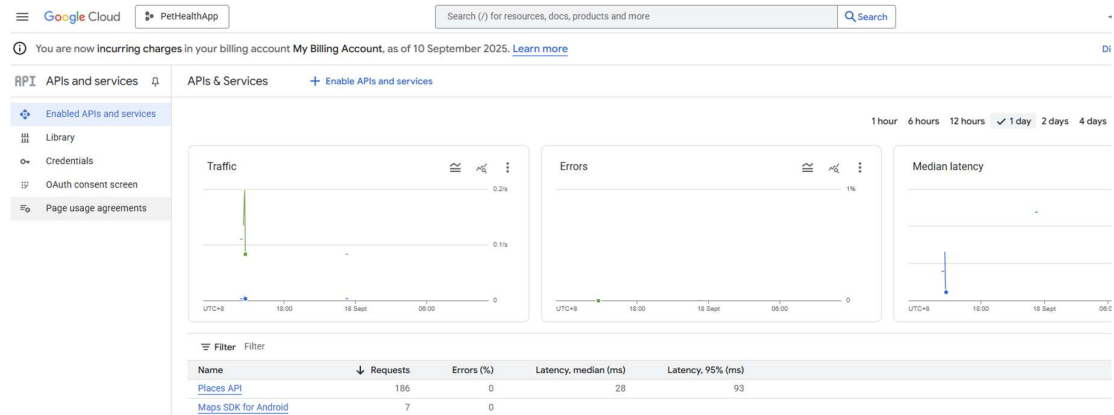 Google Cloud
PetHealthApp
Search (/) for resources, docs, products and more
Search
You are now incurring charges in your billing account My Billing Account, as of 10 September 2025. Learn more
Di
API APIs and services
APIs & Services
+ Enable APIs and services
Enabled APIs and services
Library
Credentials
OAuth consent screen
Page usage agreements
1 hour 6 hours 12 hours 1 day 2 days 4 days
Traffic
0.2/s
0.1/s
0
UTC+8 18:00 18 Sept 06:00
Errors
1%
0
UTC+8 18:00 18 Sept 06:00
Median latency
UTC+8 18:00 18 Sept 06:0
Filter Filter
Name Requests Errors (%) Latency, median (ms) Latency, 95% (ms)
Places API 186 0 28 93
Maps SDK for Android 7 0